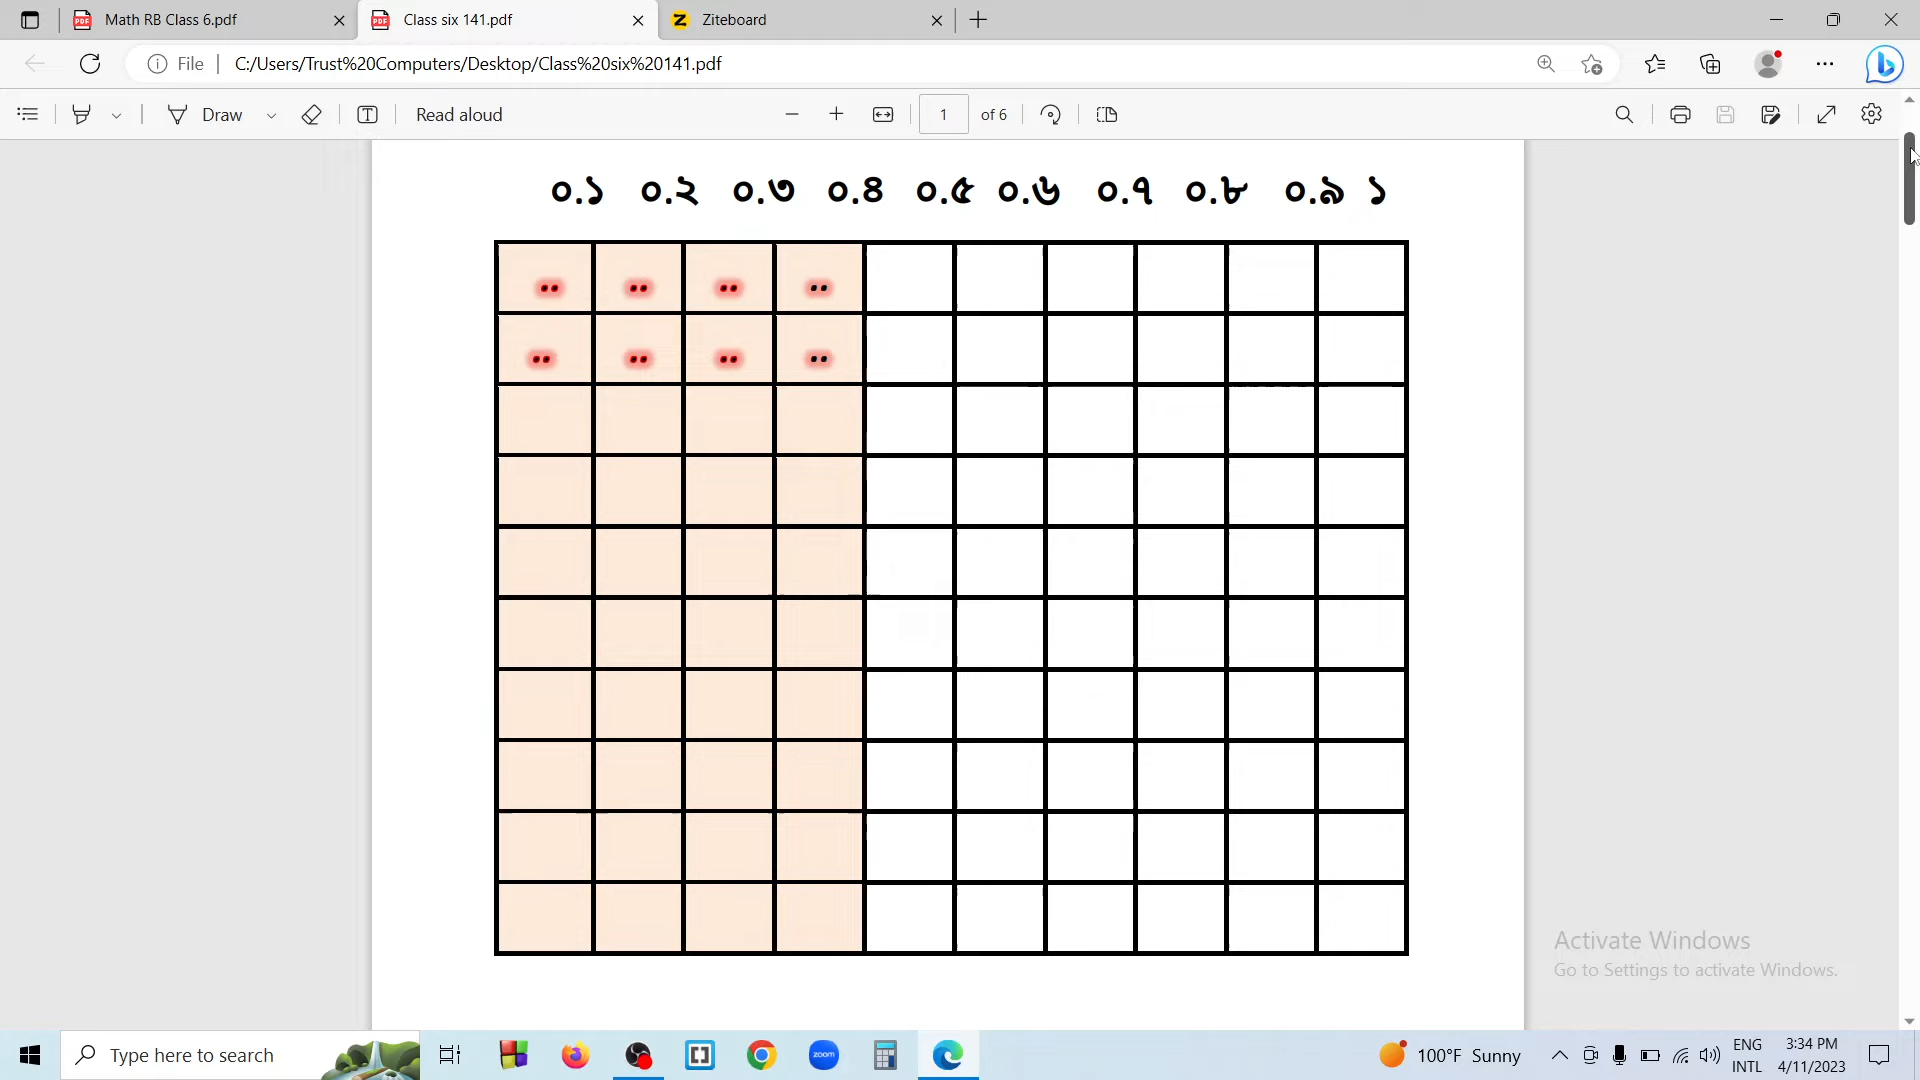 Math RB Class 6.pdf
Class six 141.pdf
Ziteboard
File
C:/Users/Trust%20Computers/Desktop/Class%20six%20141.pdf
Draw
Read aloud
1 of 6
০.১ ০.২ ০.৩ ০.৪ ০.৫ ০.৬ ০.৭ ০.৮ ০.৯ ১
Activate Windows
Go to Settings to activate Windows.
Type here to search
zoom
100°F Sunny
ENG
INTL
3:34 PM
4/11/2023